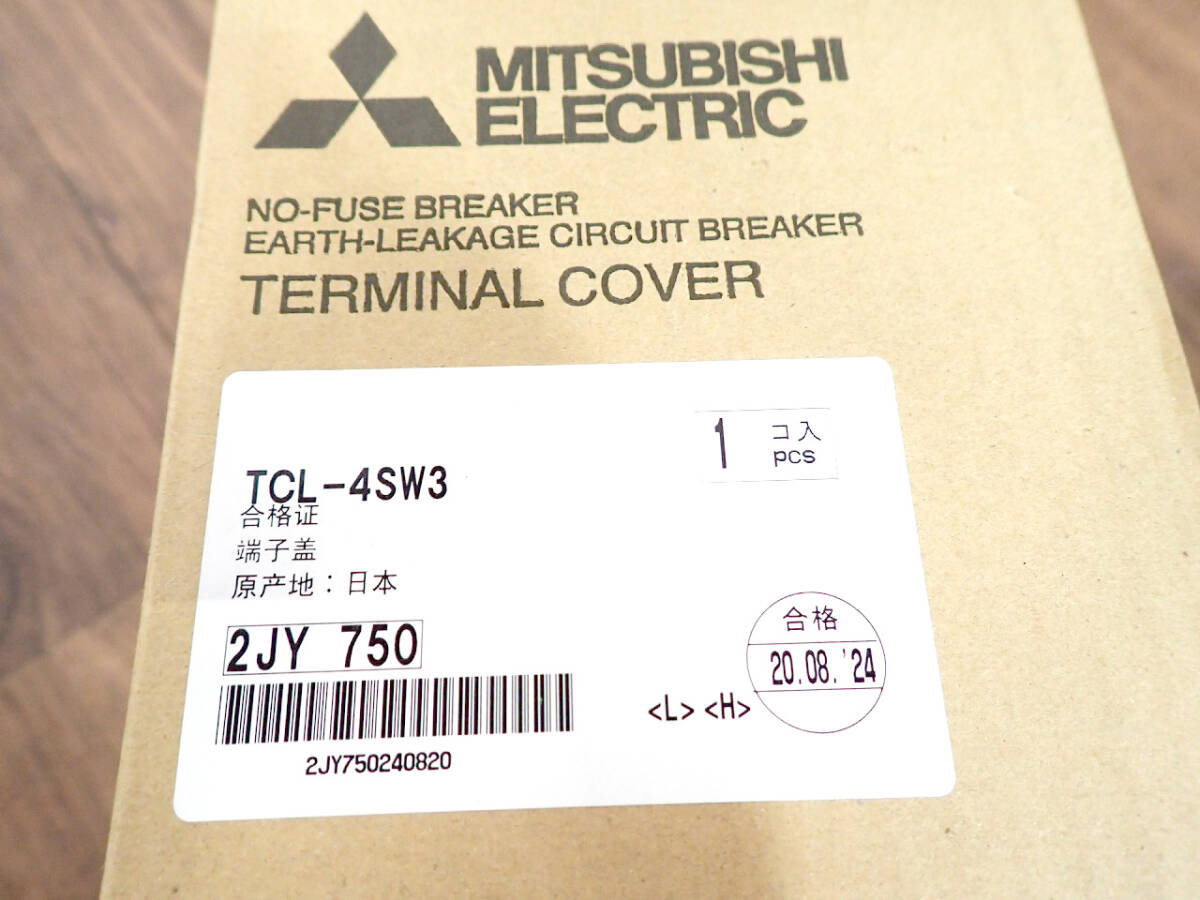 MITSUBISHI
ELECTRIC
NO-FUSE BREAKER
EARTH-LEAKAGE CIRCUIT BREAKER
TERMINAL COVER
1 コ入
pcs
TCL-4SW3
合格证
端子盖
原产地：日本
2JY 750
合格
20.08.'24
<L> <H>
2JY750240820